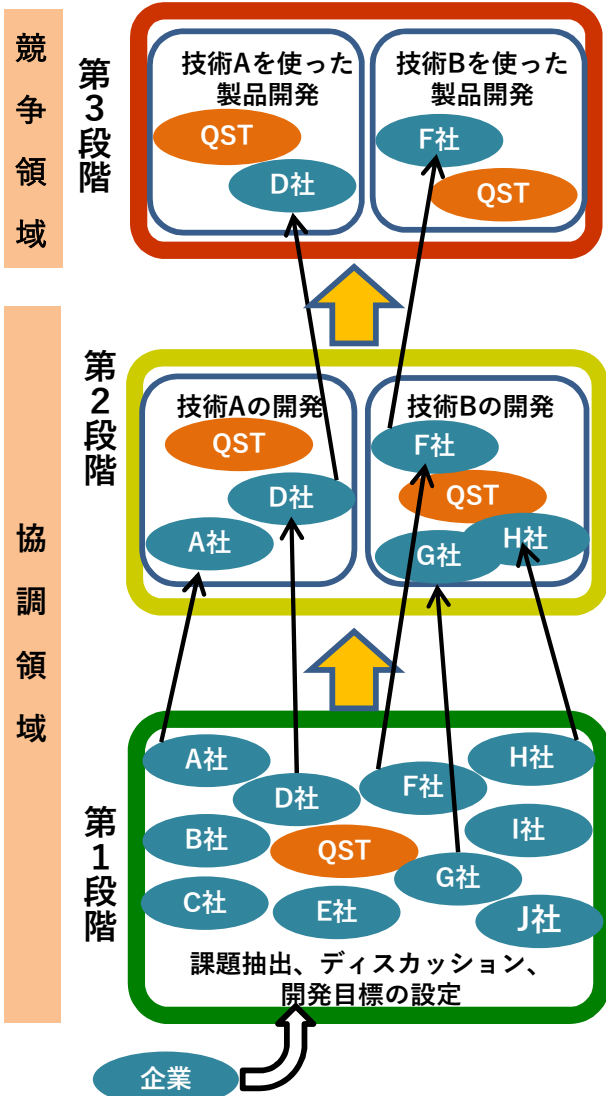 競争領域
第3段階
技術Aを使った
製品開発
QST
D社
技術Bを使った
製品開発
F社
QST
協調領域
第2段階
技術Aの開発
QST
D社
A社
技術Bの開発
F社
QST
G社
H社
第1段階
A社
H社
D社
F社
B社
QST
I社
C社
E社
G社
J社
課題抽出、ディスカッション、
開発目標の設定
企業